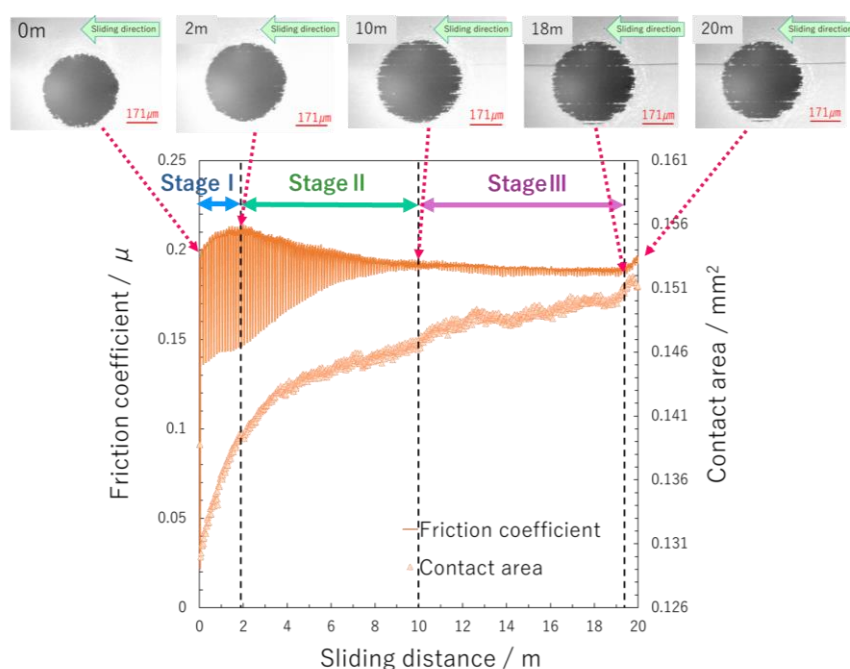 0m
Sliding direction
171μm
2m
Sliding direction
171μm
10m
Sliding direction
171μm
18m
Sliding direction
171μm
20m
Sliding direction
171μm
Stage I
Stage II
Stage III
Friction coefficient / μ
0.25
0.2
0.15
0.1
0.05
0
Contact area / mm²
0.161
0.156
0.151
0.146
0.141
0.139
0.131
0.126
Friction coefficient
Contact area
0 2 4 6 8 10 12 14 16 18 20
Sliding distance / m